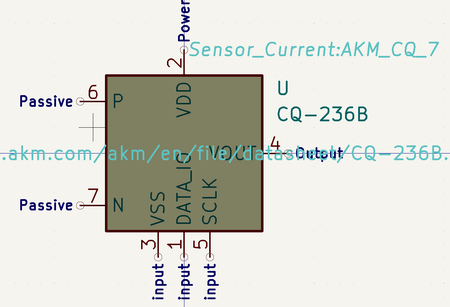 Power
Sensor_Current:AKM_CQ_7
2
U
CQ-236B
Passive
6
P
VDD
4
Output
VOUT
.akm.com/akm/en/file/datasheet/CQ-236B.
Passive
7
N
VSS
DATA_IO
SCLK
3
1
5
input
input
input